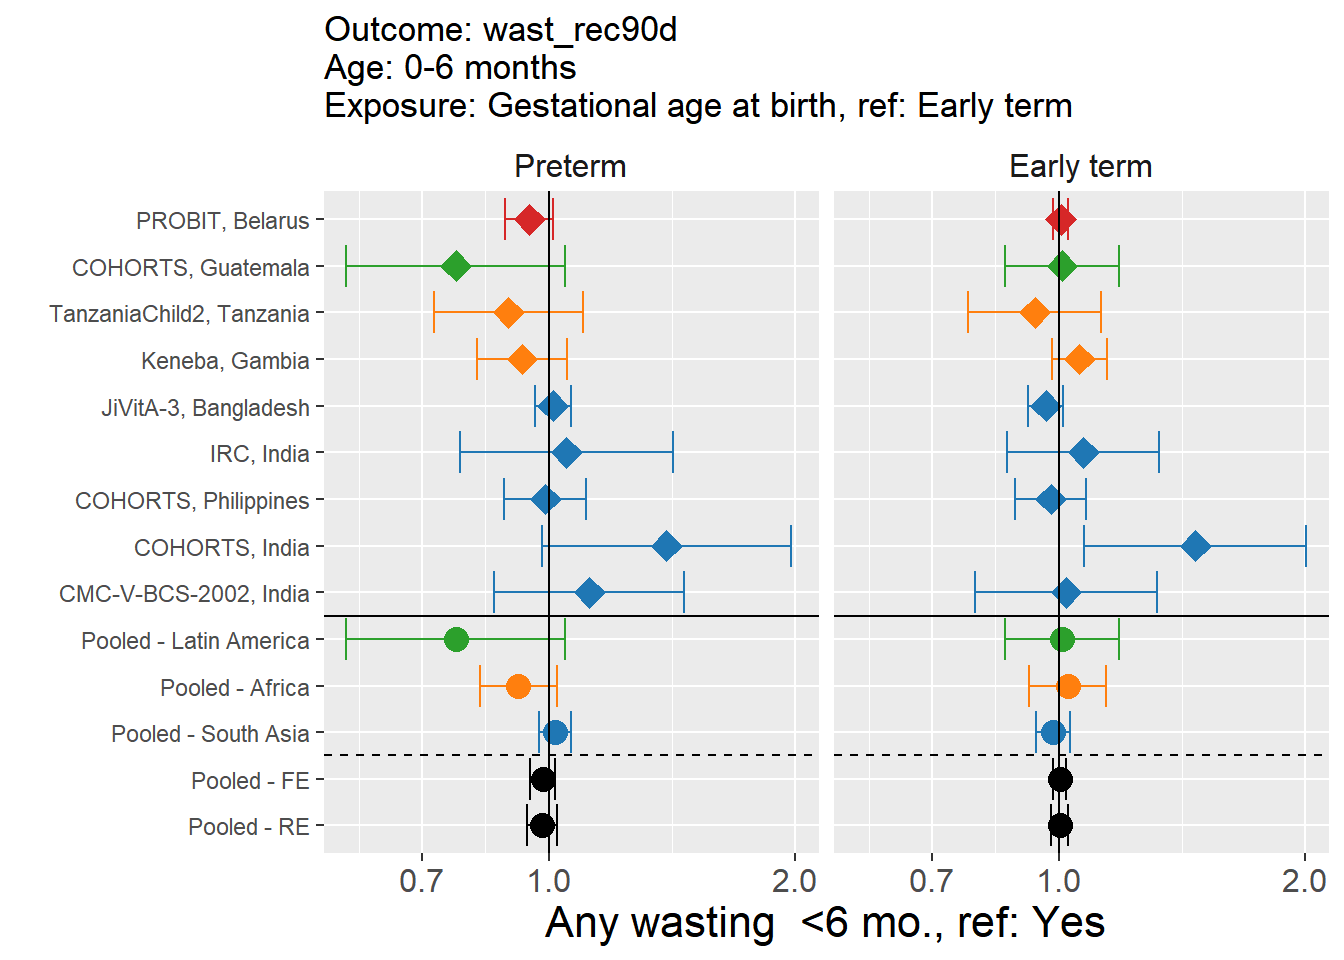 Outcome: wast_rec90d
Age: 0-6 months
Exposure: Gestational age at birth, ref: Early term
Preterm
Early term
PROBIT, Belarus
COHORTS, Guatemala
TanzaniaChild2, Tanzania
Keneba, Gambia
JiVitA-3, Bangladesh
IRC, India
COHORTS, Philippines
COHORTS, India
CMC-V-BCS-2002, India
Pooled - Latin America
Pooled - Africa
Pooled - South Asia
Pooled - FE
Pooled - RE
0.7 1.0 2.0 0.7 1.0 2.0
Any wasting  <6 mo., ref: Yes